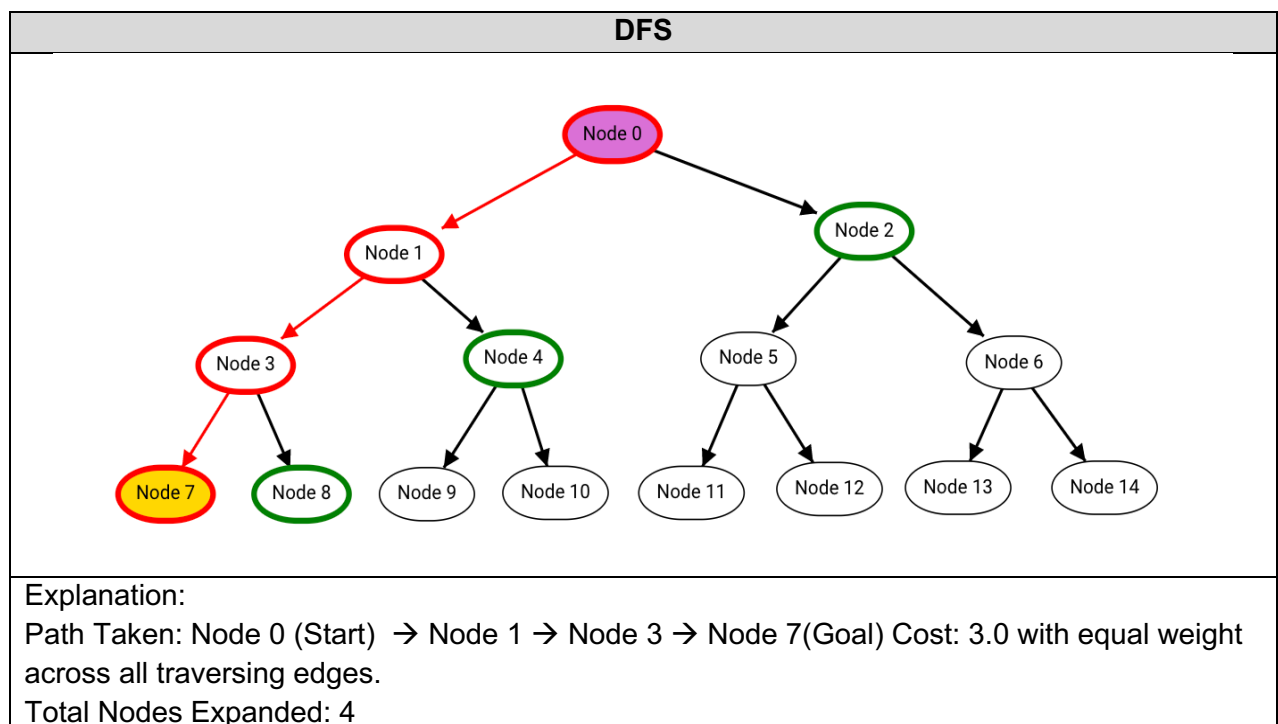 DFS
Node 0
Node 2
Node 1
Node 3
Node 4
Node 5
Node 6
Node 7
Node 8
Node 9
Node 10
Node 11
Node 12
Node 13
Node 14
Explanation:
Path Taken: Node 0 (Start) → Node 1 → Node 3 → Node 7(Goal) Cost: 3.0 with equal weight
across all traversing edges.
Total Nodes Expanded: 4